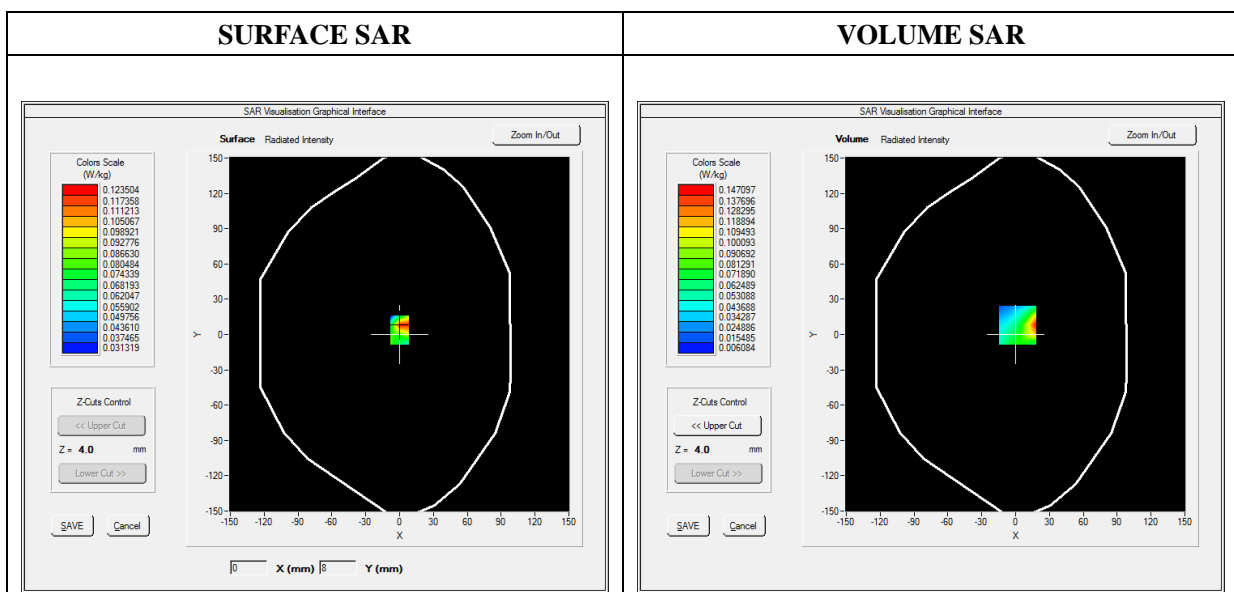 SURFACE SAR
SAR Visualisation Graphical Interface
Surface Radiated Intensity
Zoom In/Out
Colors Scale
(W/kg)
0.123504
0.117358
0.111213
0.105067
0.098921
0.092776
0.086630
0.080484
0.074339
0.068193
0.062047
0.055902
0.049756
0.043610
0.037465
0.031319
Z-Cuts Control
<< Upper Cut
Z = 4.0 mm
Lower Cut >>
SAVE Cancel
150
120
90
60
30
0
-30
-60
-90
-120
-150
Y
-150 -120 -90 -60 -30 0 30 60 90 120 150
X
0 X (mm) 8 Y (mm)
VOLUME SAR
SAR Visualisation Graphical Interface
Volume Radiated Intensity
Zoom In/Out
Colors Scale
(W/kg)
0.147097
0.137696
0.128295
0.118894
0.109493
0.100093
0.090692
0.081291
0.071890
0.062489
0.053088
0.043688
0.034287
0.024886
0.015485
0.006084
Z-Cuts Control
<< Upper Cut
Z = 4.0 mm
Lower Cut >>
SAVE Cancel
150
120
90
60
30
0
-30
-60
-90
-120
-150
Y
-150 -120 -90 -60 -30 0 30 60 90 120 150
X